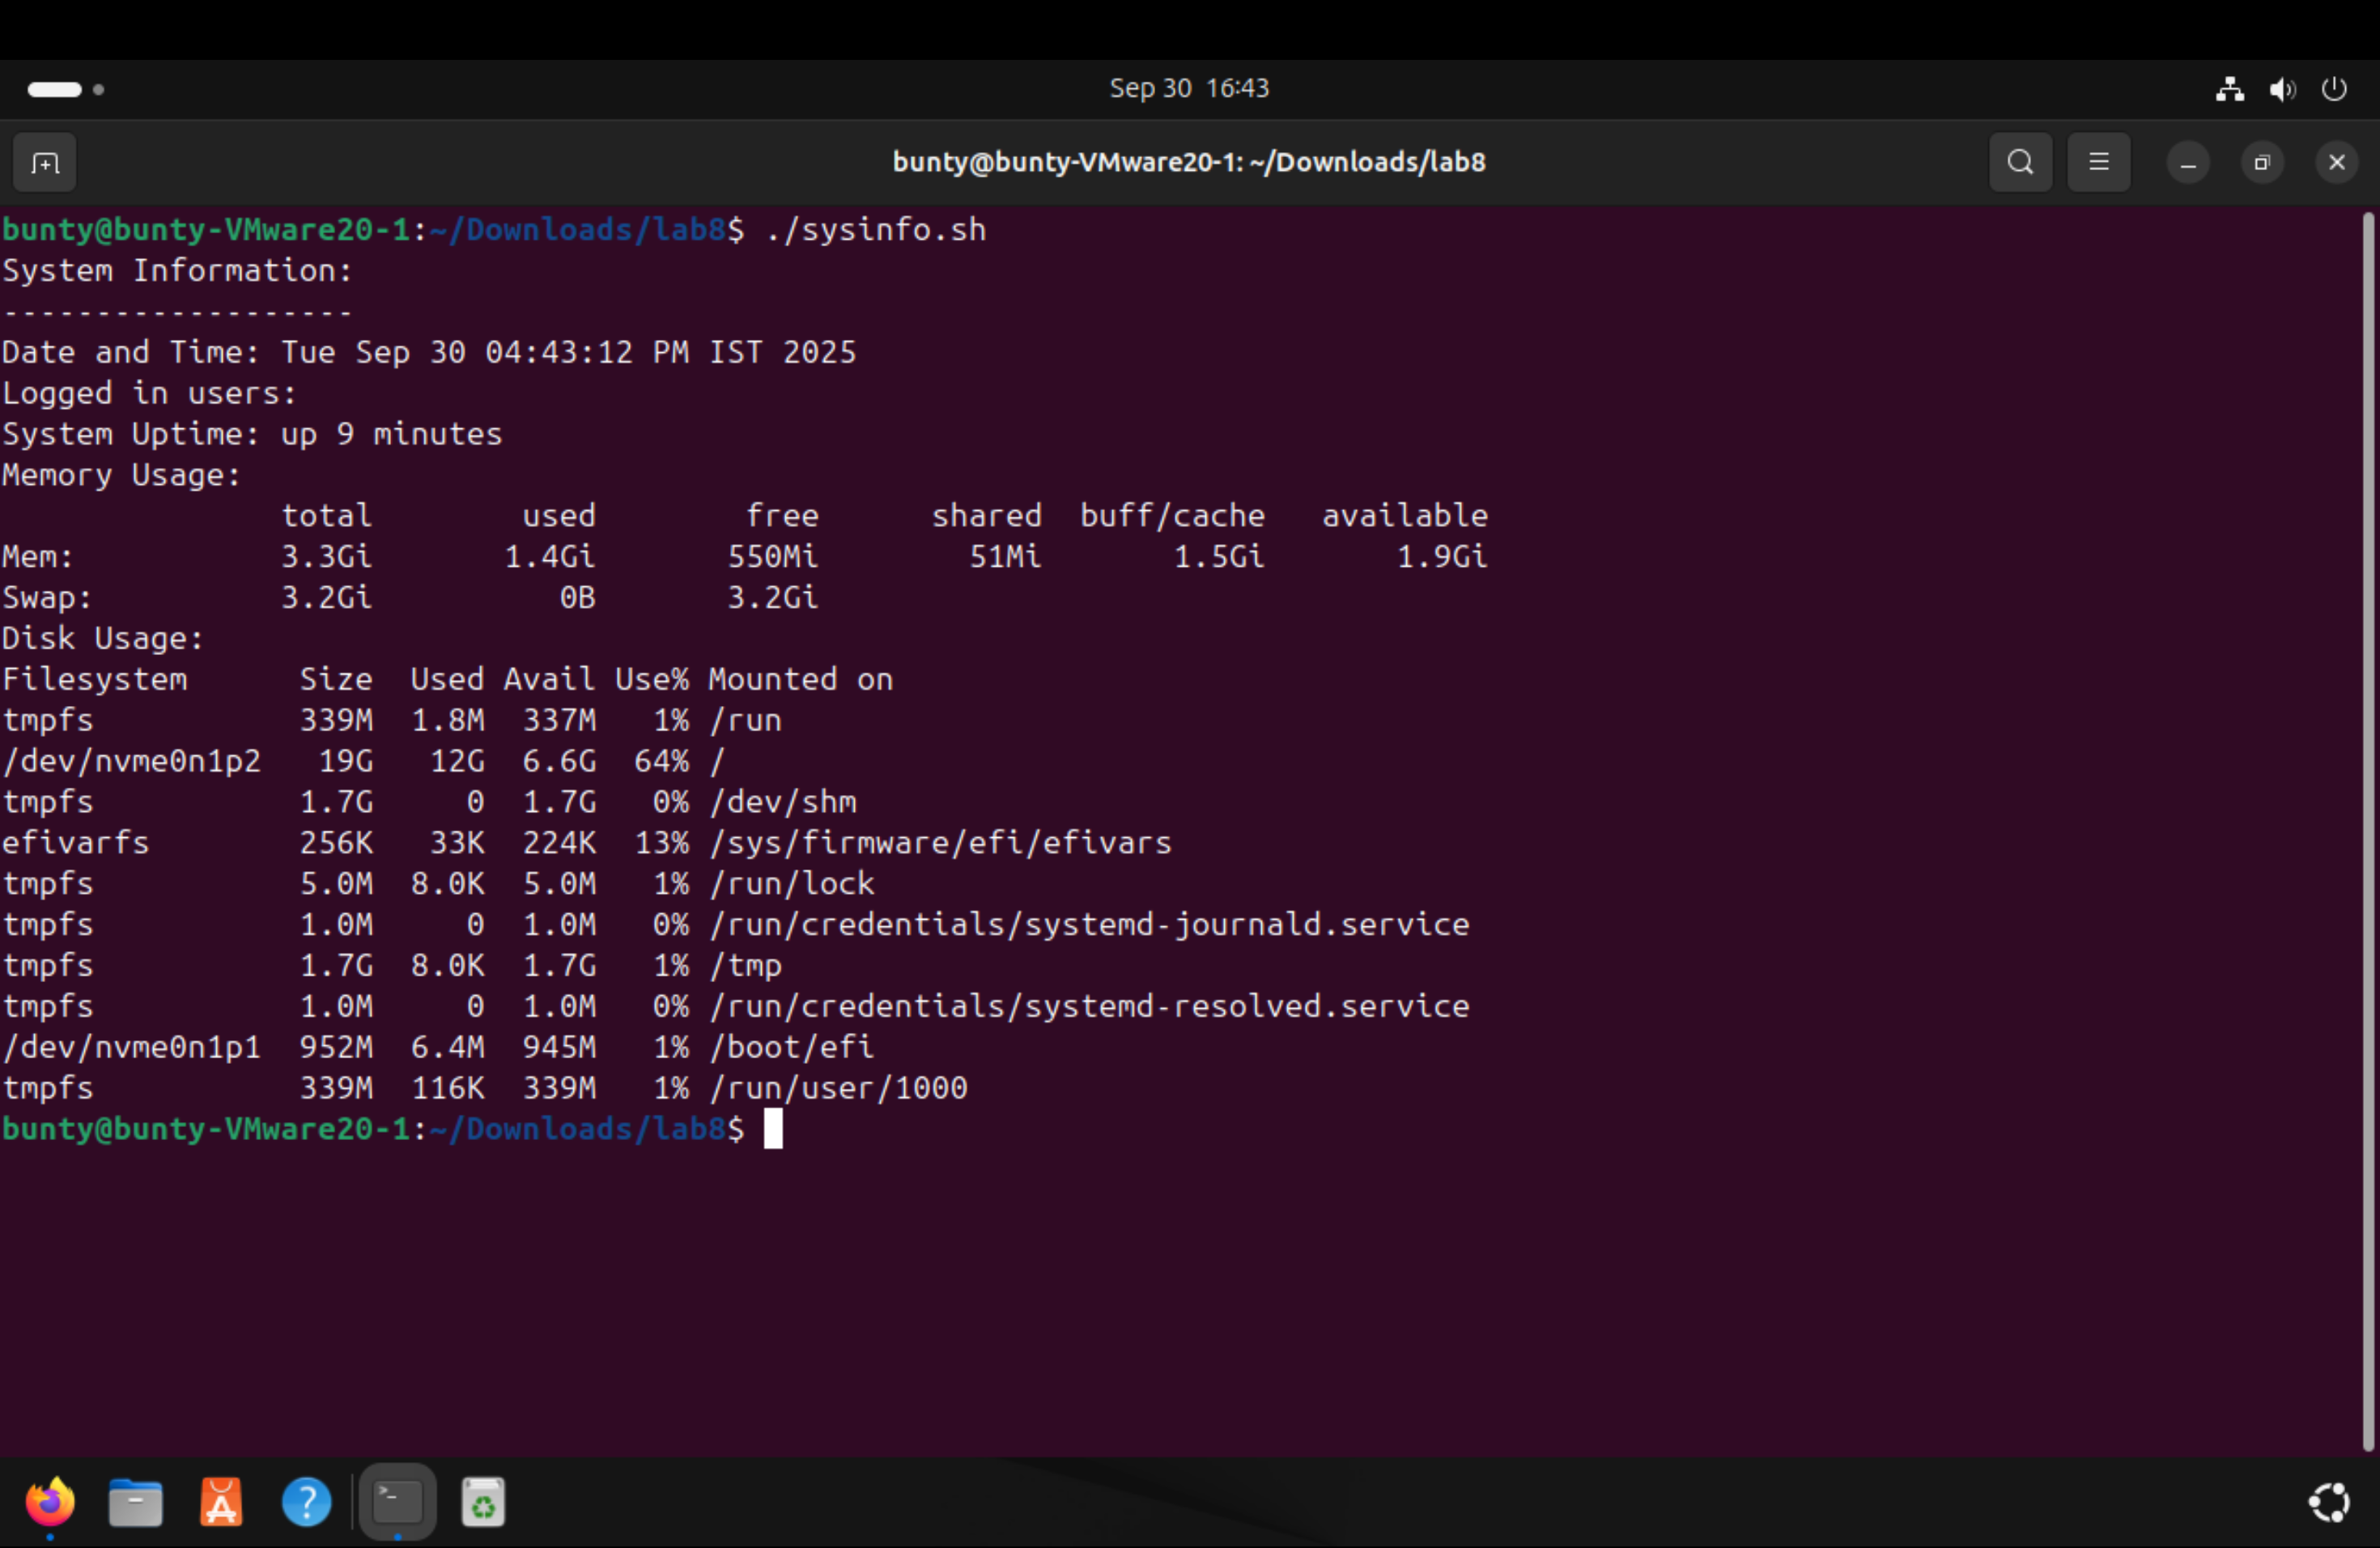 Sep 30 16:43
bunty@bunty-VMware20-1: ~/Downloads/lab8
bunty@bunty-VMware20-1:~/Downloads/lab8$ ./sysinfo.sh
System Information:
-------------------
Date and Time: Tue Sep 30 04:43:12 PM IST 2025
Logged in users:
System Uptime: up 9 minutes
Memory Usage:
               total        used        free      shared  buff/cache   available
Mem:           3.3Gi       1.4Gi       550Mi        51Mi       1.5Gi       1.9Gi
Swap:          3.2Gi          0B       3.2Gi
Disk Usage:
Filesystem      Size  Used Avail Use% Mounted on
tmpfs           339M  1.8M  337M   1% /run
/dev/nvme0n1p2   19G   12G  6.6G  64% /
tmpfs           1.7G     0  1.7G   0% /dev/shm
efivarfs        256K   33K  224K  13% /sys/firmware/efi/efivars
tmpfs           5.0M  8.0K  5.0M   1% /run/lock
tmpfs           1.0M     0  1.0M   0% /run/credentials/systemd-journald.service
tmpfs           1.7G  8.0K  1.7G   1% /tmp
tmpfs           1.0M     0  1.0M   0% /run/credentials/systemd-resolved.service
/dev/nvme0n1p1  952M  6.4M  945M   1% /boot/efi
tmpfs           339M  116K  339M   1% /run/user/1000
bunty@bunty-VMware20-1:~/Downloads/lab8$